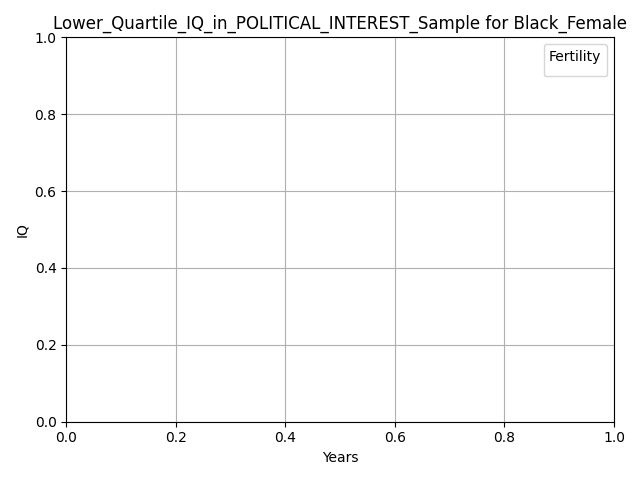 Lower_Quartile_IQ_in_POLITICAL_INTEREST_Sample for Black_Female
Fertility
IQ
1.0
0.8
0.6
0.4
0.2
0.0
0.0 0.2 0.4 0.6 0.8 1.0
Years